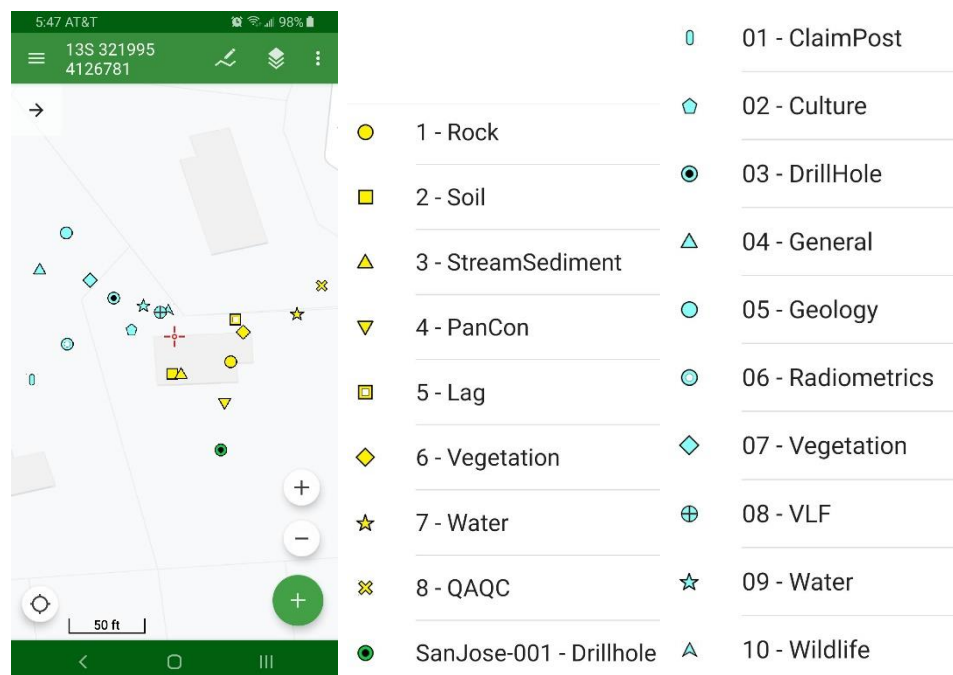 5:47 AT&T 98%
13S 321995
4126781
50 ft
1 - Rock
2 - Soil
3 - StreamSediment
4 - PanCon
5 - Lag
6 - Vegetation
7 - Water
8 - QAQC
SanJose-001 - Drillhole
01 - ClaimPost
02 - Culture
03 - DrillHole
04 - General
05 - Geology
06 - Radiometrics
07 - Vegetation
08 - VLF
09 - Water
10 - Wildlife